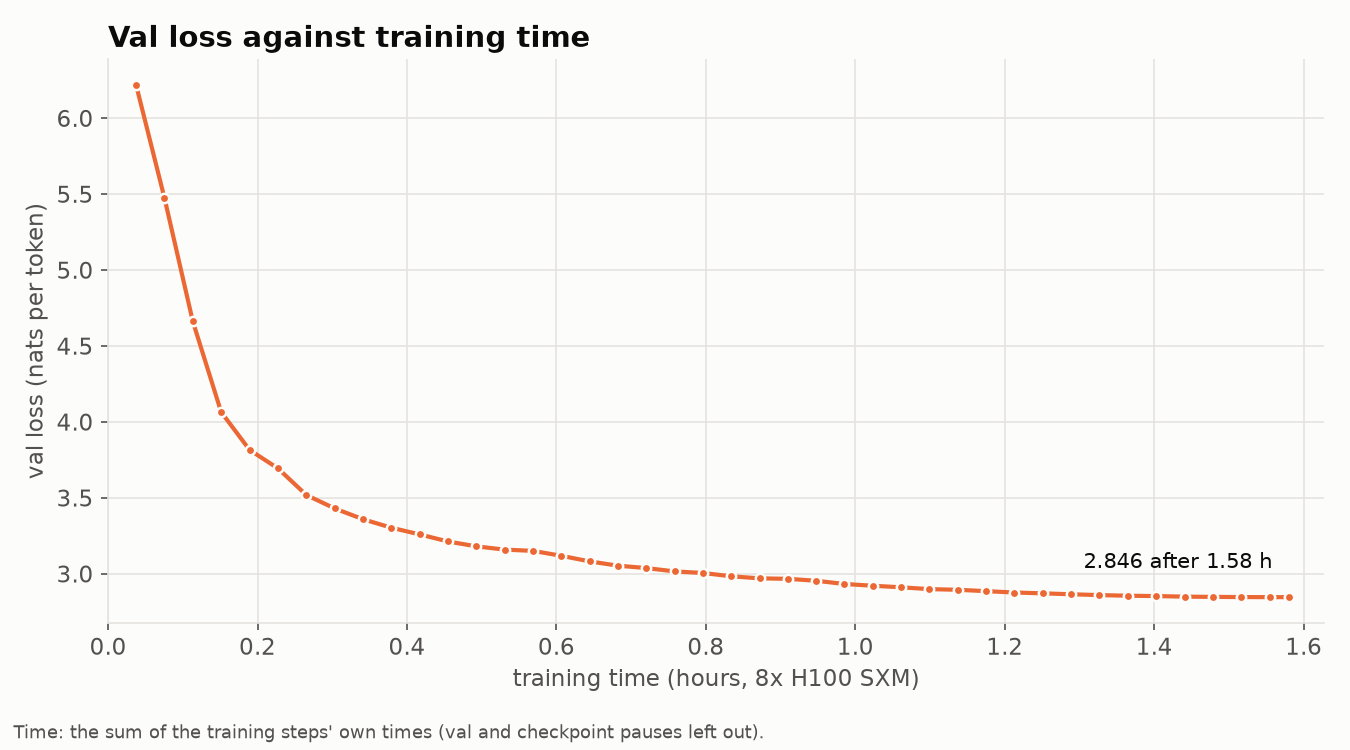 Val loss against training time
val loss (nats per token)
6.0
5.5
5.0
4.5
4.0
3.5
3.0
2.846 after 1.58 h
0.0 0.2 0.4 0.6 0.8 1.0 1.2 1.4 1.6
training time (hours, 8x H100 SXM)
Time: the sum of the training steps' own times (val and checkpoint pauses left out).